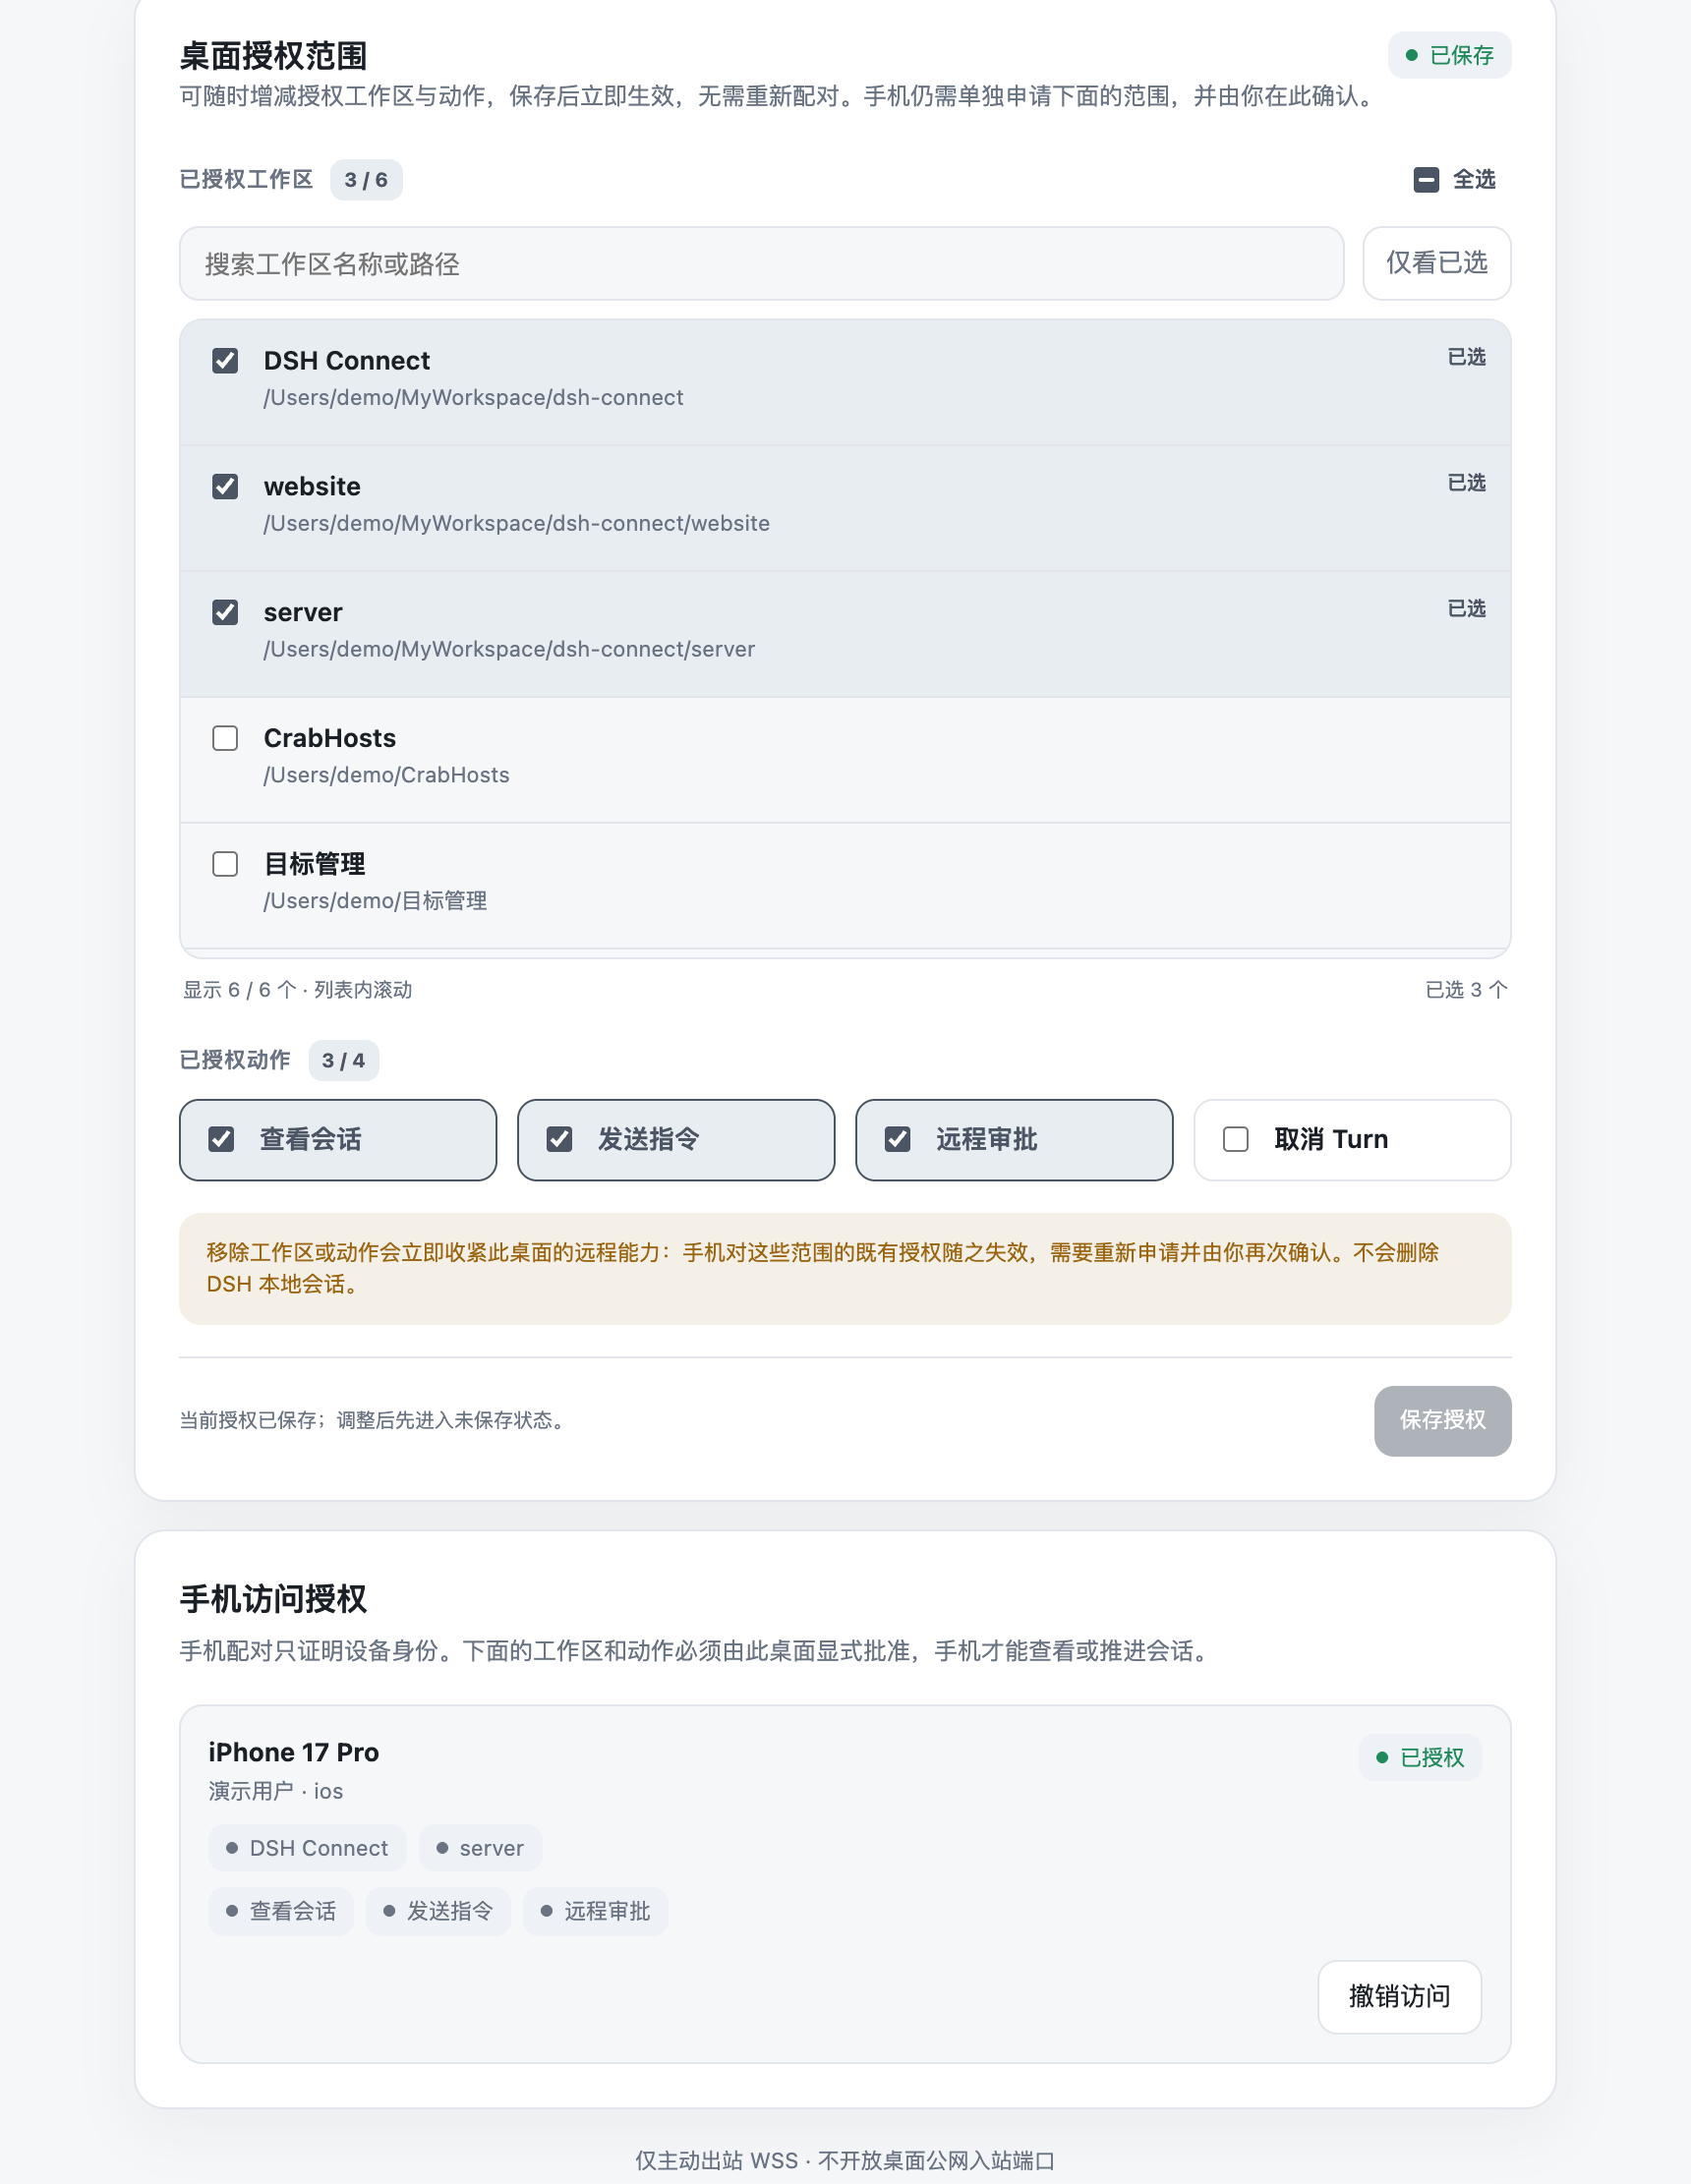 桌面授权范围
已保存
可随时增减授权工作区与动作，保存后立即生效，无需重新配对。手机仍需单独申请下面的范围，并由你在此确认。
已授权工作区 3 / 6
全选
搜索工作区名称或路径
仅看已选
DSH Connect
已选
/Users/demo/MyWorkspace/dsh-connect
website
已选
/Users/demo/MyWorkspace/dsh-connect/website
server
已选
/Users/demo/MyWorkspace/dsh-connect/server
CrabHosts
/Users/demo/CrabHosts
目标管理
/Users/demo/目标管理
显示 6 / 6 个 · 列表内滚动
已选 3 个
已授权动作 3 / 4
查看会话
发送指令
远程审批
取消 Turn
移除工作区或动作会立即收紧此桌面的远程能力：手机对这些范围的既有授权随之失效，需要重新申请并由你再次确认。不会删除
DSH 本地会话。
当前授权已保存；调整后先进入未保存状态。
保存授权
手机访问授权
手机配对只证明设备身份。下面的工作区和动作必须由此桌面显式批准，手机才能查看或推进会话。
iPhone 17 Pro
已授权
演示用户 · ios
DSH Connect
server
查看会话
发送指令
远程审批
撤销访问
仅主动出站 WSS · 不开放桌面公网入站端口